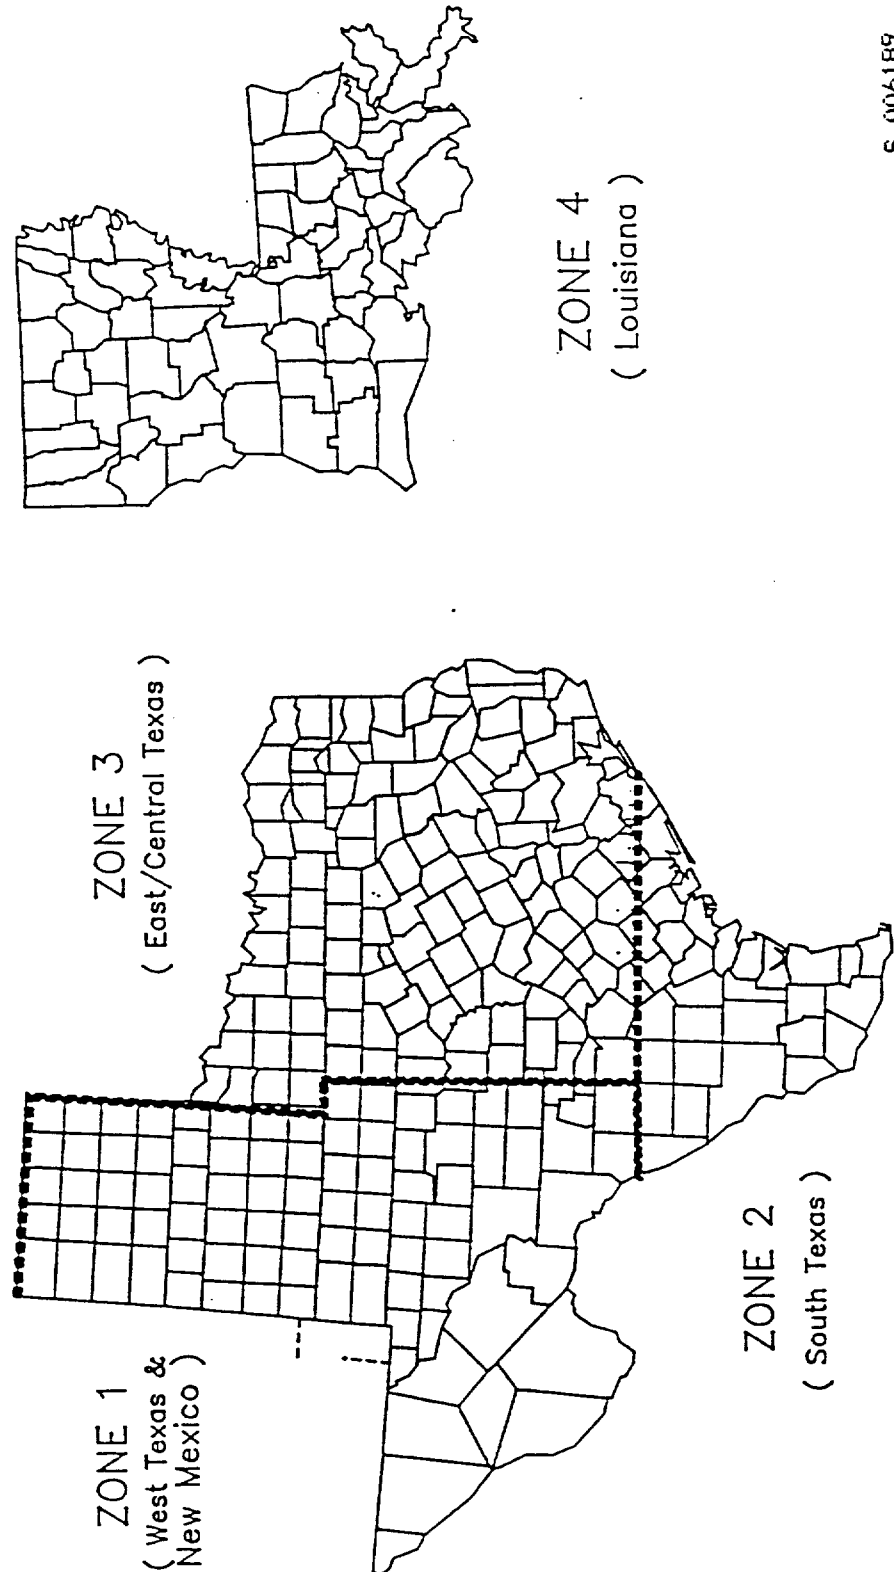 ZONE 1
( West Texas &
New Mexico )
ZONE 3
( East/Central Texas )
ZONE 2
( South Texas )
ZONE 4
( Louisiana )